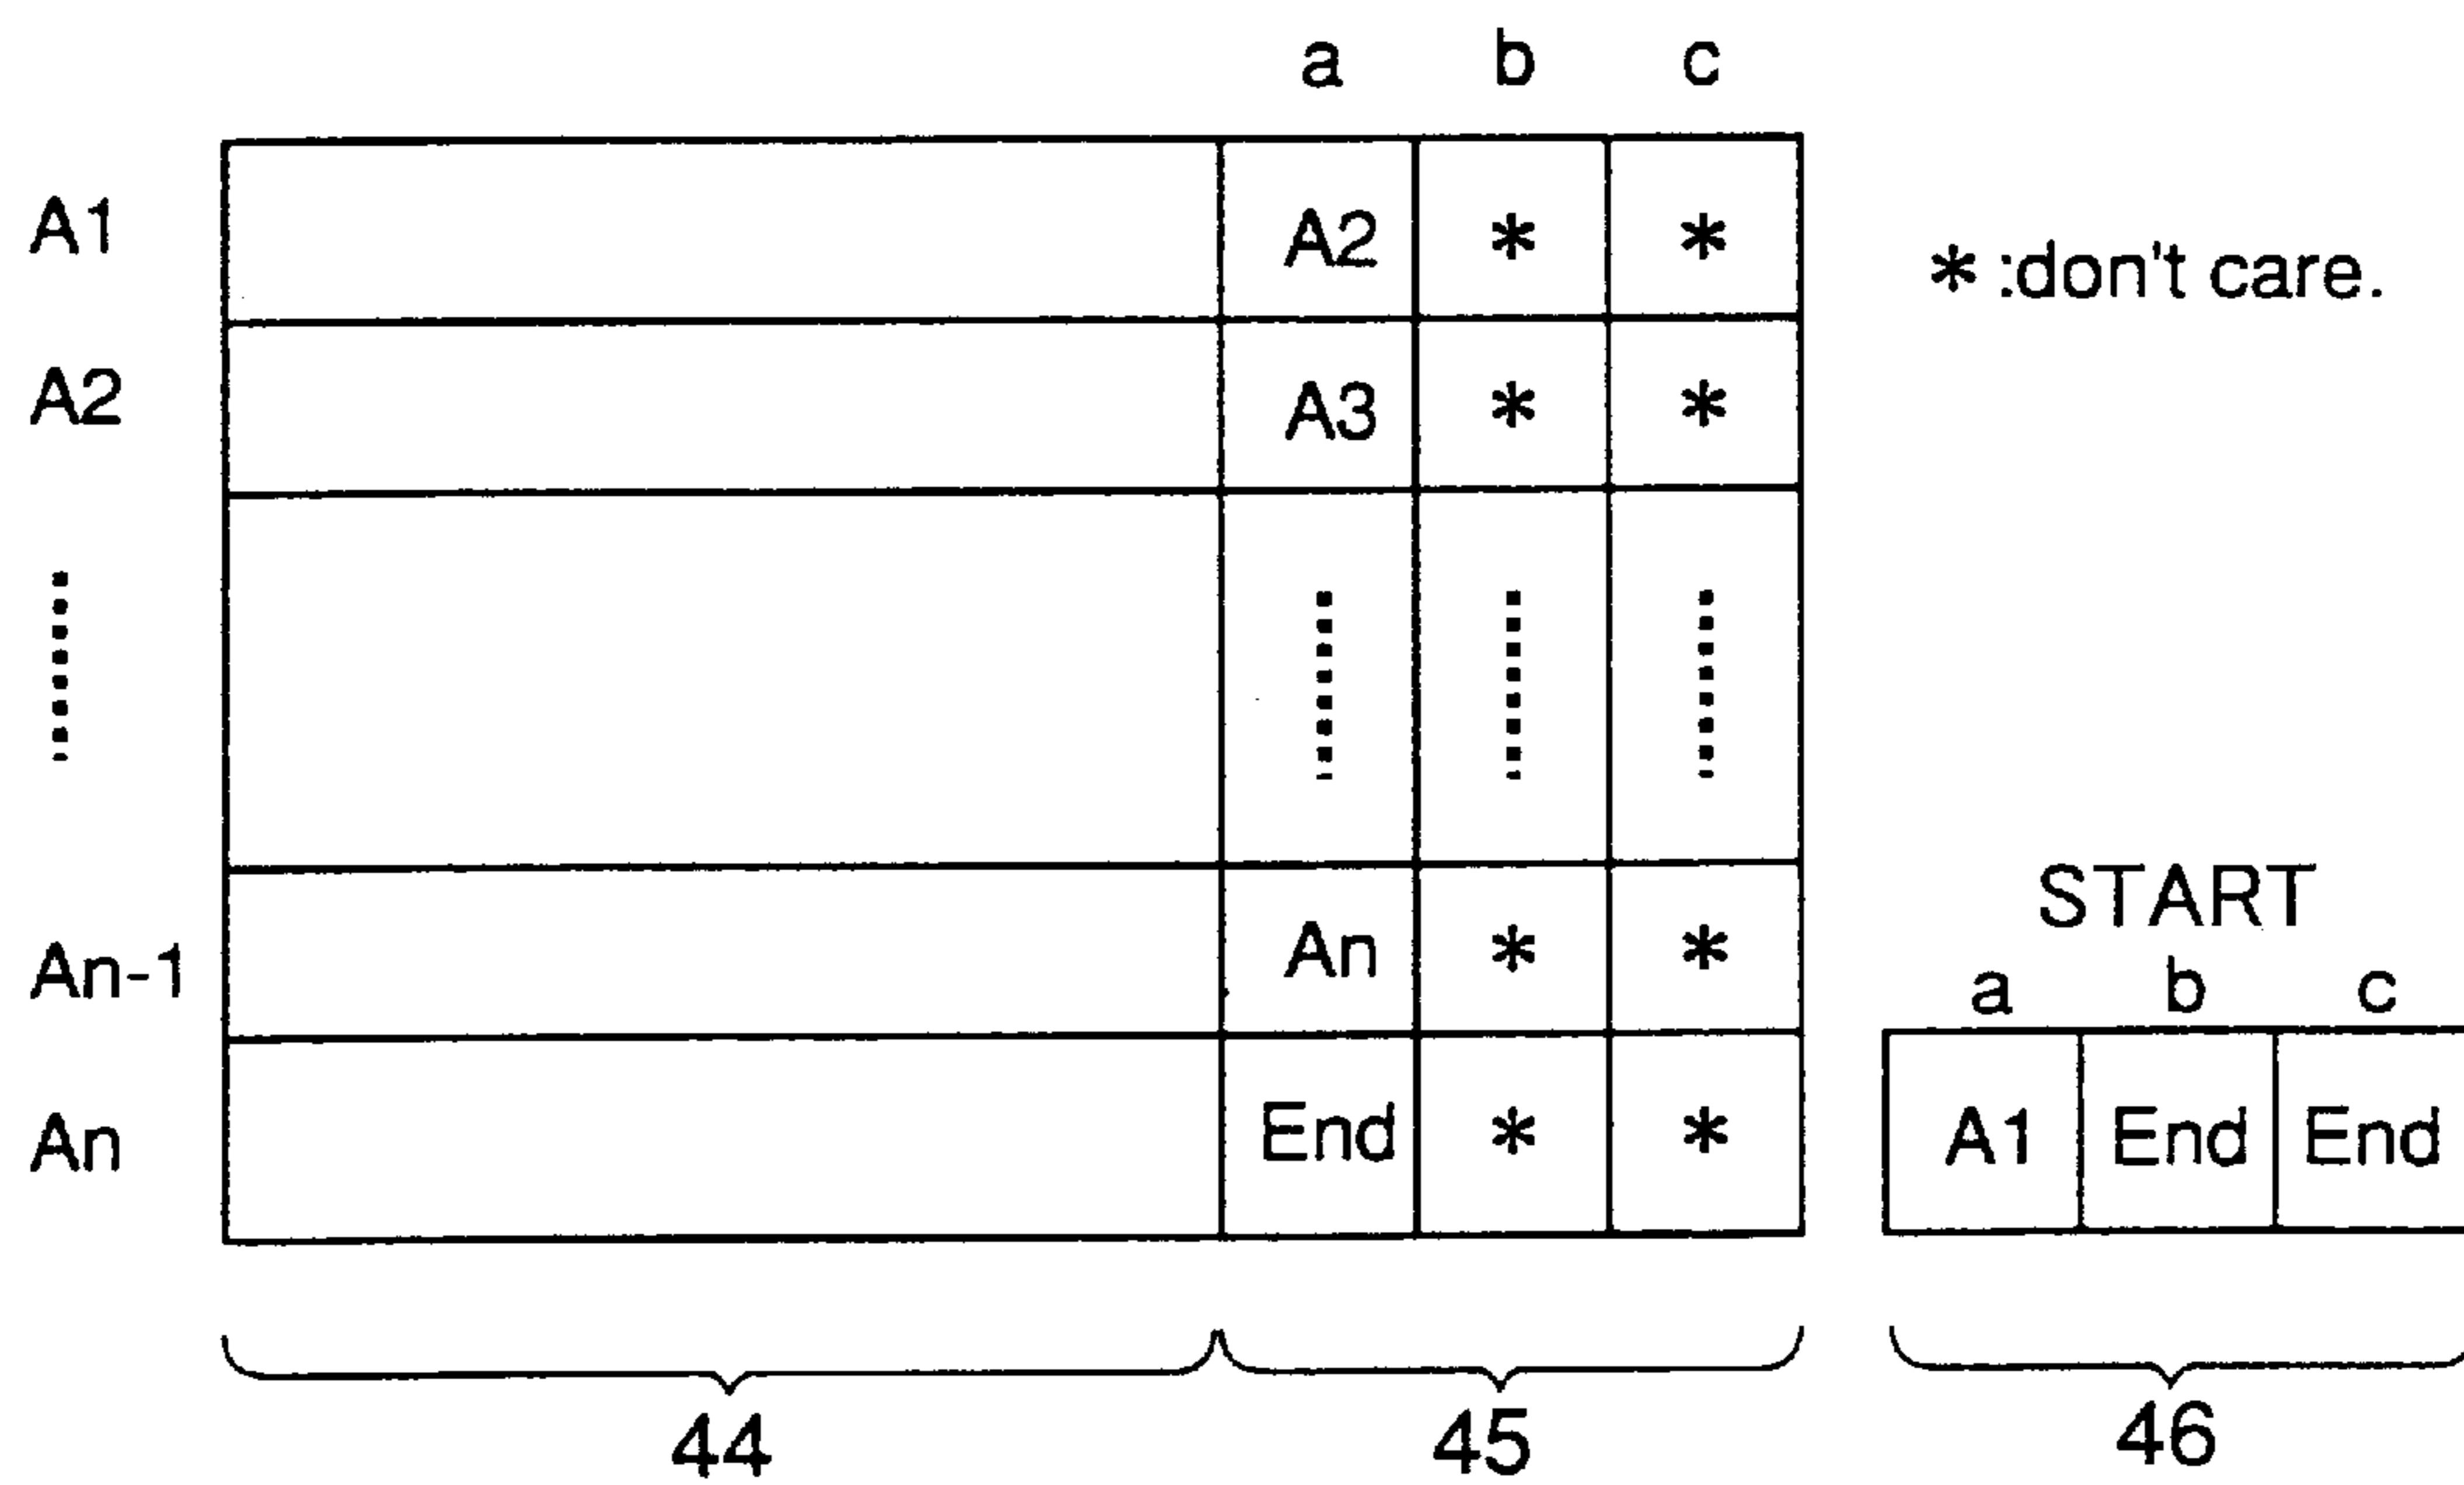 a b c
A1 A2 * *
* :don't care.
A2 A3 * *
An-1 An * *
START
a b c
An End * *
A1 End End
44 45 46